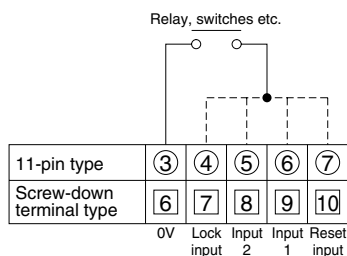 Relay, switches etc.
11-pin type ③ ④ ⑤ ⑥ ⑦
Screw-down
terminal type 6 7 8 9 10
0V Lock Input Input Reset
input 2 1 input